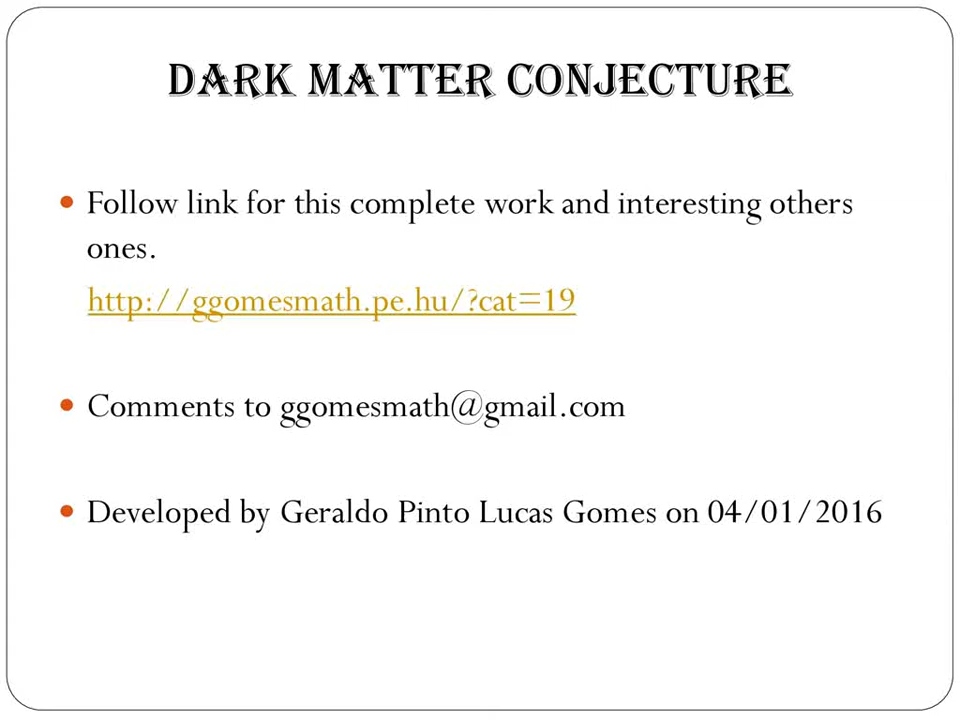 DARK MATTER CONJECTURE
• Follow link for this complete work and interesting others
ones.
http://ggomesmath.pe.hu/?cat=19
• Comments to ggomesmath@gmail.com
• Developed by Geraldo Pinto Lucas Gomes on 04/01/2016